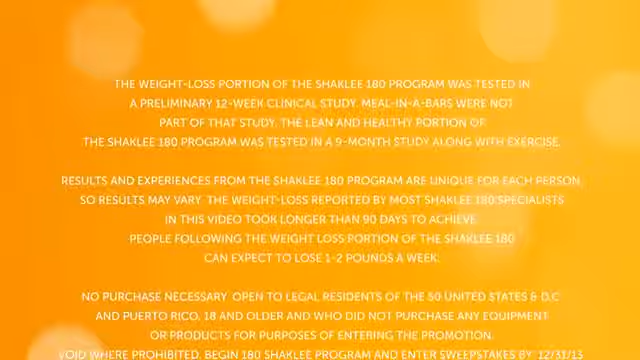 THE WEIGHT-LOSS PORTION OF THE SHAKLEE 180 PROGRAM WAS TESTED IN
A PRELIMINARY 12-WEEK CLINICAL STUDY. MEAL-IN-A-BARS WERE NOT
PART OF THAT STUDY. THE LEAN AND HEALTHY PORTION OF
THE SHAKLEE 180 PROGRAM WAS TESTED IN A 9-MONTH STUDY ALONG WITH EXERCISE.
RESULTS AND EXPERIENCES FROM THE SHAKLEE 180 PROGRAM ARE UNIQUE FOR EACH PERSON,
SO RESULTS MAY VARY. THE WEIGHT-LOSS REPORTED BY MOST SHAKLEE 180 SPECIALISTS
IN THIS VIDEO TOOK LONGER THAN 90 DAYS TO ACHIEVE.
PEOPLE FOLLOWING THE WEIGHT LOSS PORTION OF THE SHAKLEE 180
CAN EXPECT TO LOSE 1-2 POUNDS A WEEK.
NO PURCHASE NECESSARY. OPEN TO LEGAL RESIDENTS OF THE 50 UNITED STATES & D.C.
AND PUERTO RICO, 18 AND OLDER AND WHO DID NOT PURCHASE ANY EQUIPMENT
OR PRODUCTS FOR PURPOSES OF ENTERING THE PROMOTION.
VOID WHERE PROHIBITED. BEGIN 180 SHAKLEE PROGRAM AND ENTER SWEEPSTAKES BY 12/31/13